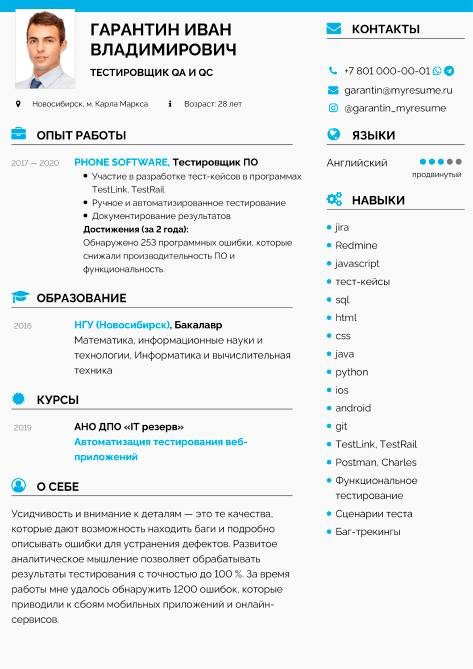 ГАРАНТИН ИВАН
ВЛАДИМИРОВИЧ
ТЕСТИРОВЩИК QA И QC
Новосибирск, м. Карла Маркса
Возраст: 28 лет
ОПЫТ РАБОТЫ
2017 — 2020
PHONE SOFTWARE, Тестировщик ПО
Участие в разработке тест-кейсов в программах
TestLink, TestRail
Ручное и автоматизированное тестирование
Документирование результатов
Достижения (за 2 года):
Обнаружено 253 программных ошибки, которые
снижали производительность ПО и
функциональность.
ОБРАЗОВАНИЕ
2016
НГУ (Новосибирск), Бакалавр
Математика, информационные науки и
технологии, Информатика и вычислительная
техника
КУРСЫ
2019
АНО ДПО «IT резерв»
Автоматизация тестирования веб-
приложений
О СЕБЕ
Усидчивость и внимание к деталям — это те качества,
которые дают возможность находить баги и подробно
описывать ошибки для устранения дефектов. Развитое
аналитическое мышление позволяет обрабатывать
результаты тестирования с точностью до 100 %. За время
работы мне удалось обнаружить 1200 ошибок, которые
приводили к сбоям мобильных приложений и онлайн-
сервисов.
КОНТАКТЫ
+7 801 000-00-01
garantin@myresume.ru
@garantin_myresume
ЯЗЫКИ
Английский
продвинутый
НАВЫКИ
jira
Redmine
javascript
тест-кейсы
sql
html
css
java
python
ios
android
git
TestLink, TestRail
Postman, Charles
Функциональное
тестирование
Сценарии теста
Баг-трекинги